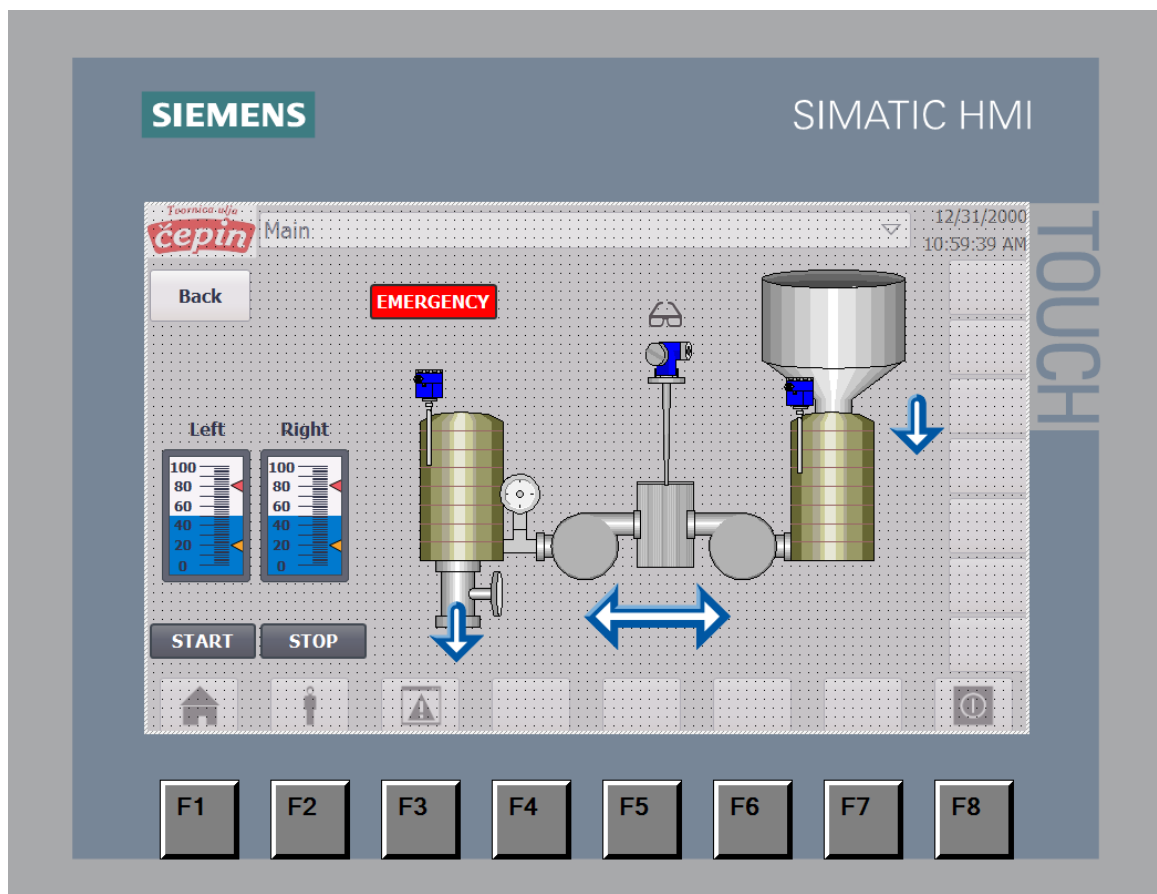 SIEMENS
SIMATIC HMI
TOUCH
Tvornica ulja
čepin
Main
12/31/2000
10:59:39 AM
Back
EMERGENCY
Left Right
100 100
80 80
60 60
40 40
20 20
0 0
START STOP
F1 F2 F3 F4 F5 F6 F7 F8